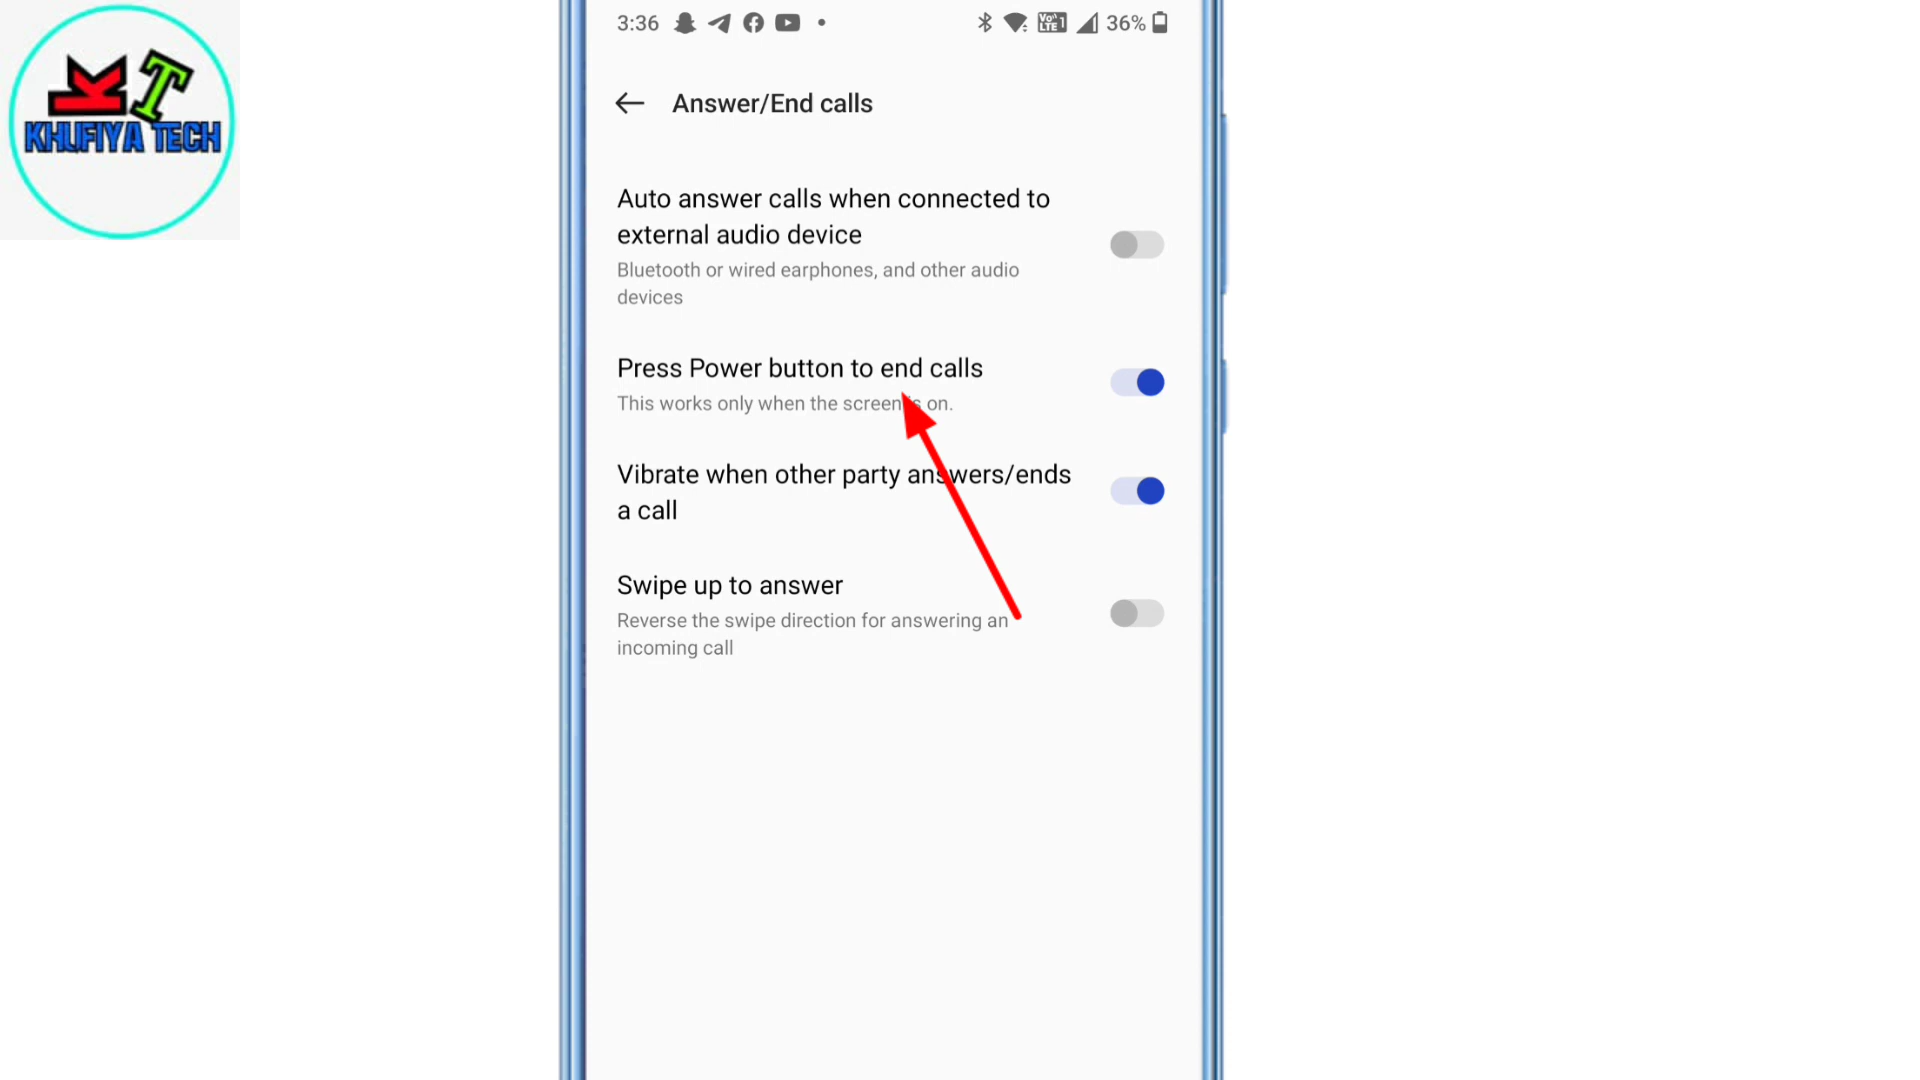 KT
KHUFIYA TECH
3:36
VoLTE 1
36%
Answer/End calls
Auto answer calls when connected to
external audio device
Bluetooth or wired earphones, and other audio
devices
Press Power button to end calls
This works only when the screen is on.
Vibrate when other party answers/ends
a call
Swipe up to answer
Reverse the swipe direction for answering an
incoming call